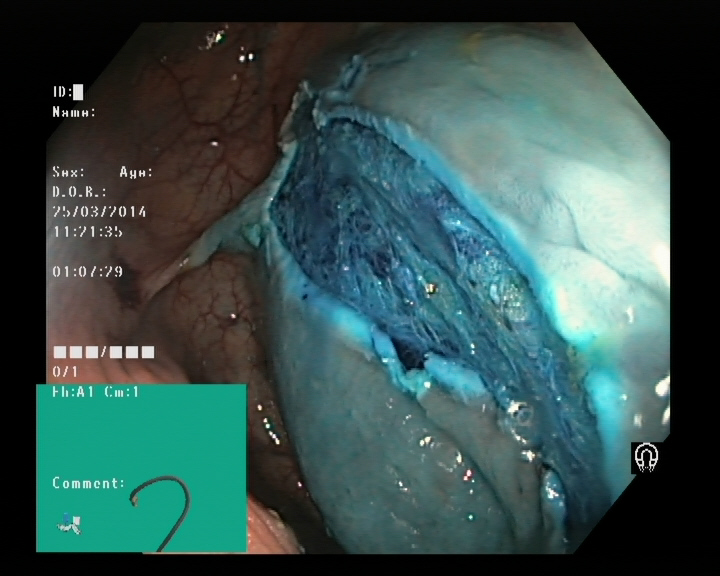 ID:
Name:
Sex: Age:
D.O.B.:
25/03/2014
11:21:35
01:07:29
/
0/1
Eh:A1 Cm:1
Comment: